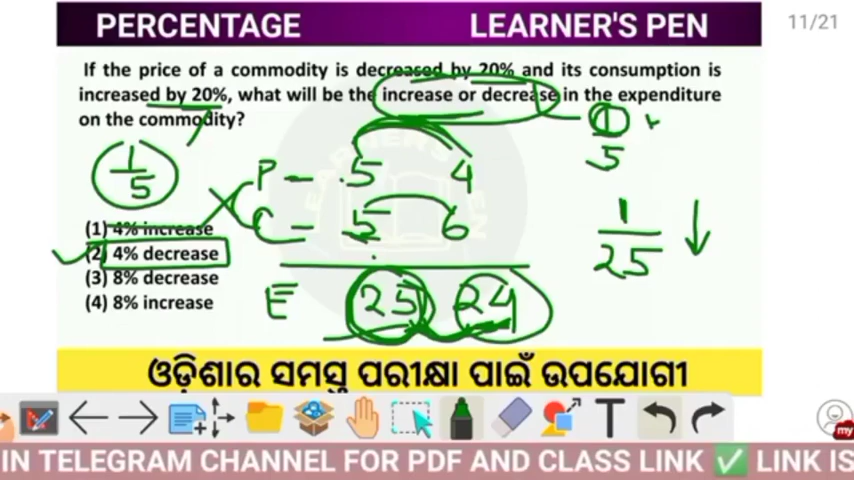 PERCENTAGE LEARNER'S PEN 11/21
If the price of a commodity is decreased by 20% and its consumption is
increased by 20%, what will be the increase or decrease in the expenditure
on the commodity?
1/5
1/5
P - 5 4
C - 5 6
1/25 ↓
(1) 4% increase
(2) 4% decrease
(3) 8% decrease
(4) 8% increase
E 25 24
ଓଡ଼ିଶାର ସମସ୍ତ ପରୀକ୍ଷା ପାଇଁ ଉପଯୋଗୀ
T
my
IN TELEGRAM CHANNEL FOR PDF AND CLASS LINK ✅ LINK IS